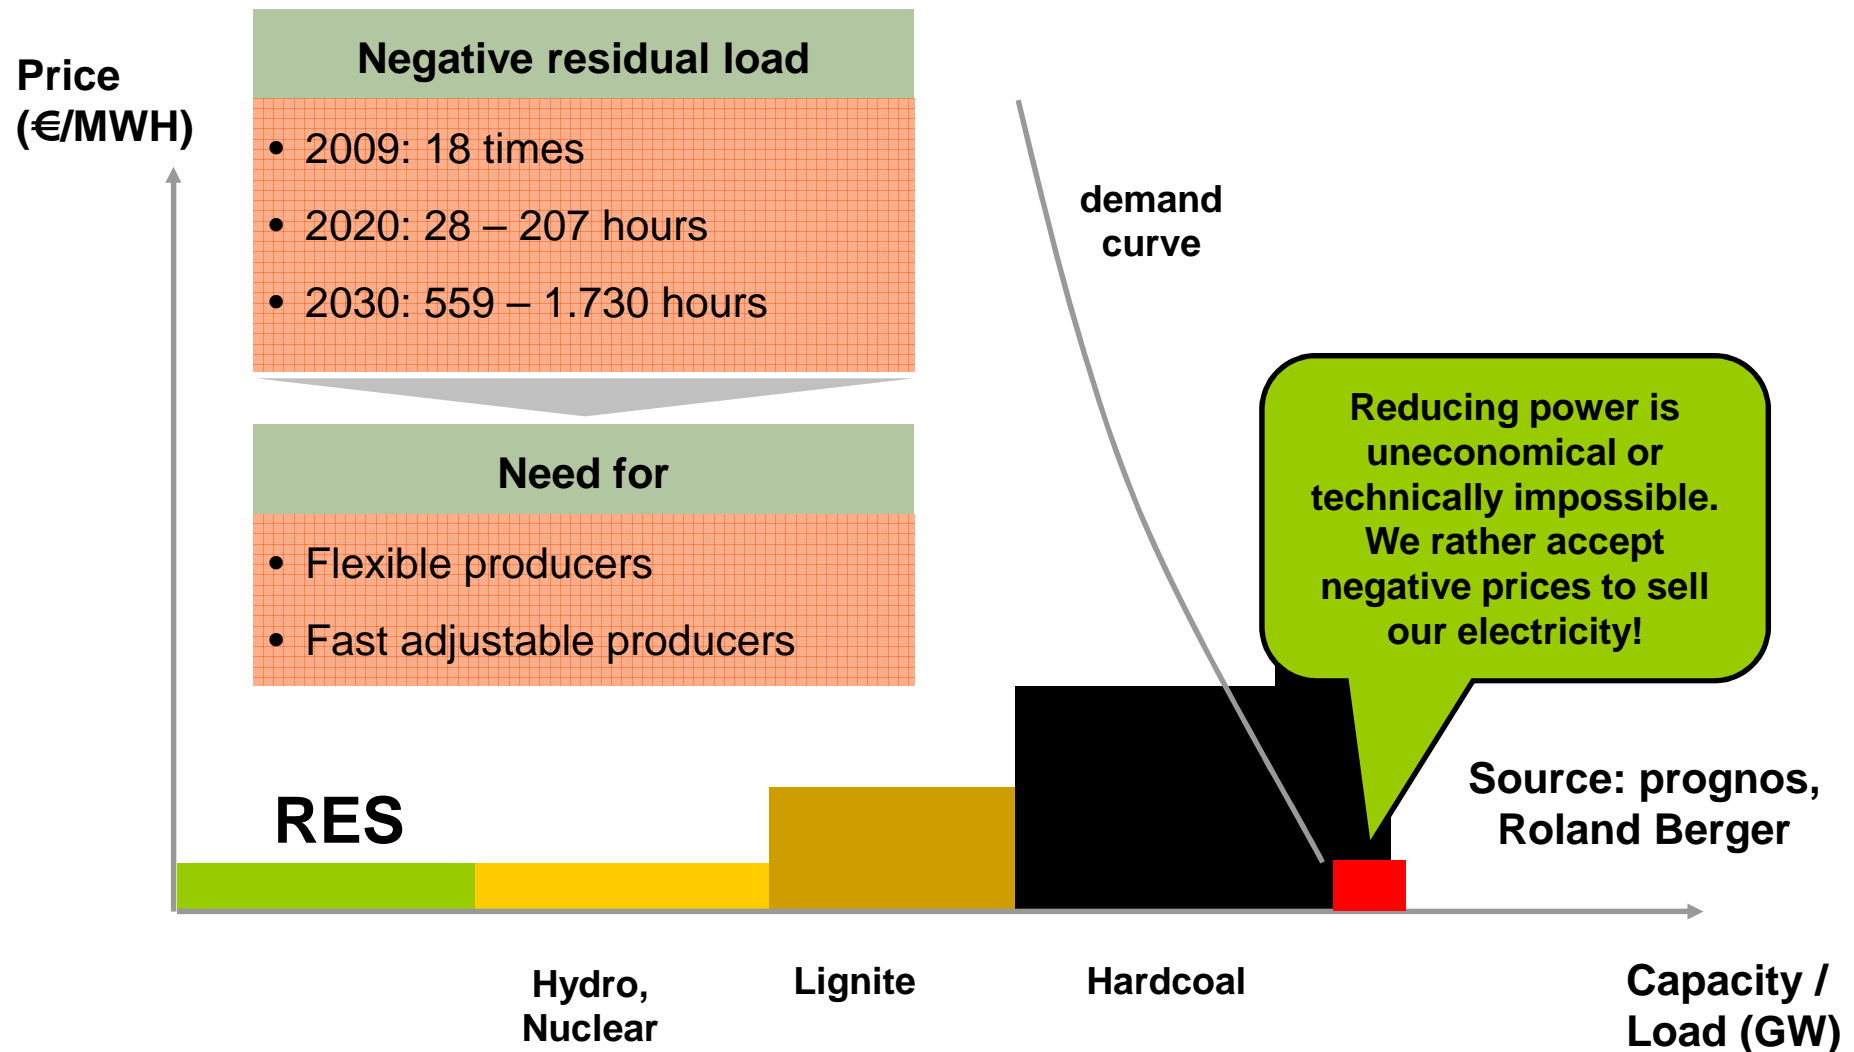 Price
(€/MWH)
Negative residual load
• 2009: 18 times
• 2020: 28 – 207 hours
• 2030: 559 – 1.730 hours
Need for
• Flexible producers
• Fast adjustable producers
demand
curve
Reducing power is
uneconomical or
technically impossible.
We rather accept
negative prices to sell
our electricity!
Source: prognos,
Roland Berger
RES
Hydro,
Nuclear
Lignite
Hardcoal
Capacity /
Load (GW)